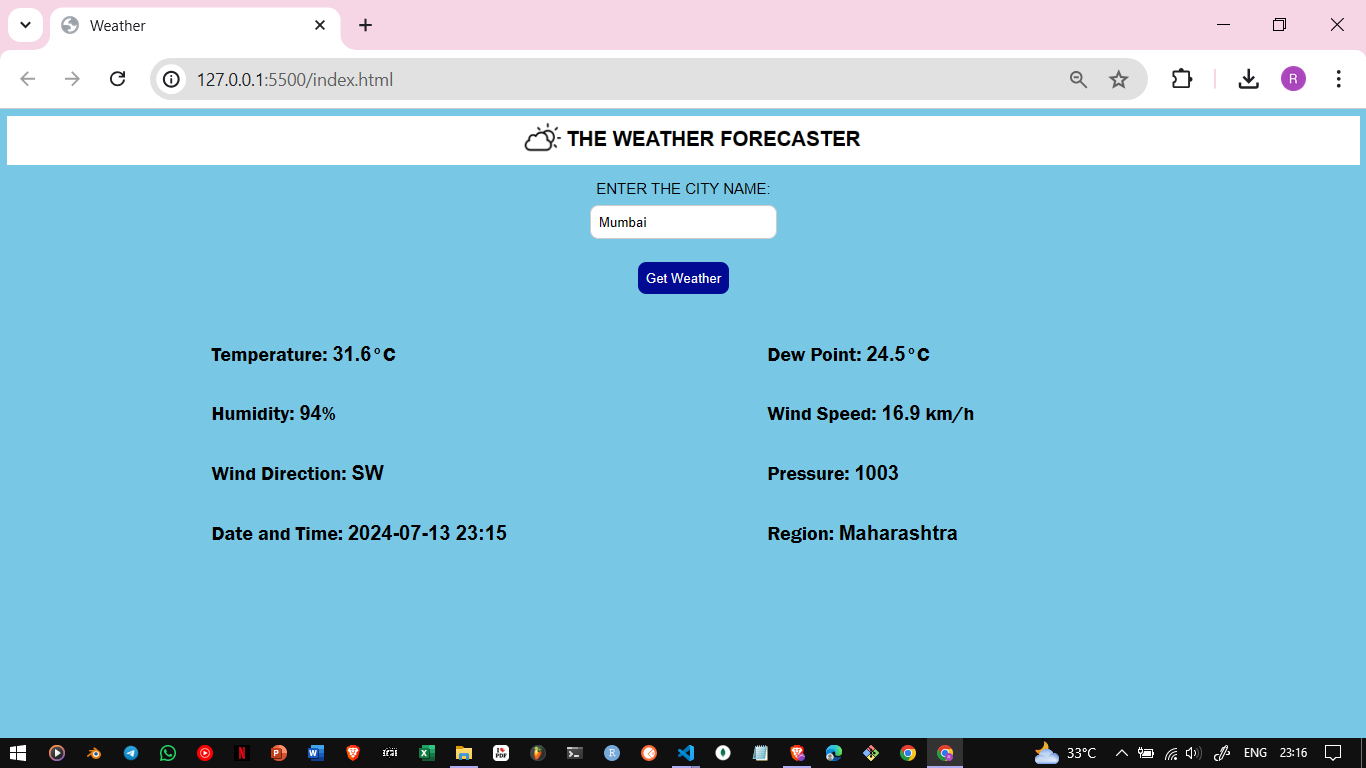 Weather
127.0.0.1:5500/index.html
R
THE WEATHER FORECASTER
ENTER THE CITY NAME:
Mumbai
Get Weather
Temperature: 31.6°C
Dew Point: 24.5°C
Humidity: 94%
Wind Speed: 16.9 km/h
Wind Direction: SW
Pressure: 1003
Date and Time: 2024-07-13 23:15
Region: Maharashtra
33°C
ENG
23:16